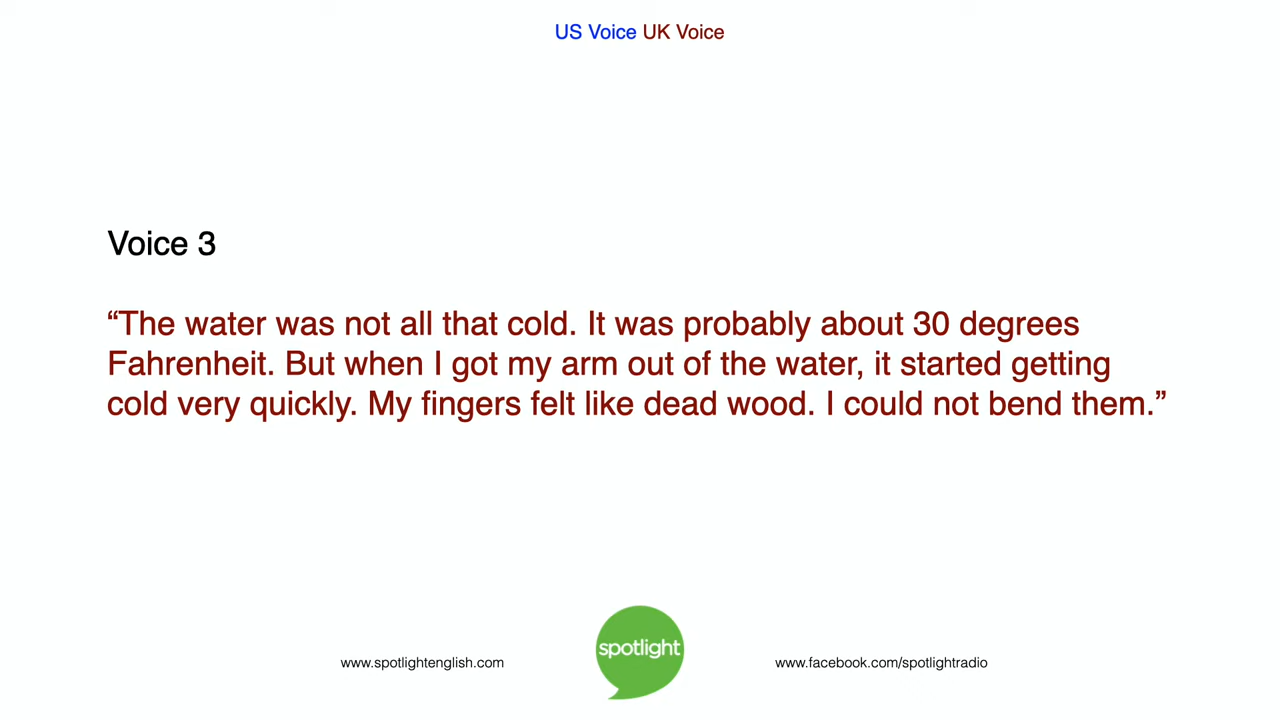 US Voice UK Voice
Voice 3
“The water was not all that cold. It was probably about 30 degrees
Fahrenheit. But when I got my arm out of the water, it started getting
cold very quickly. My fingers felt like dead wood. I could not bend them.”
www.spotlightenglish.com
spotlight
www.facebook.com/spotlightradio